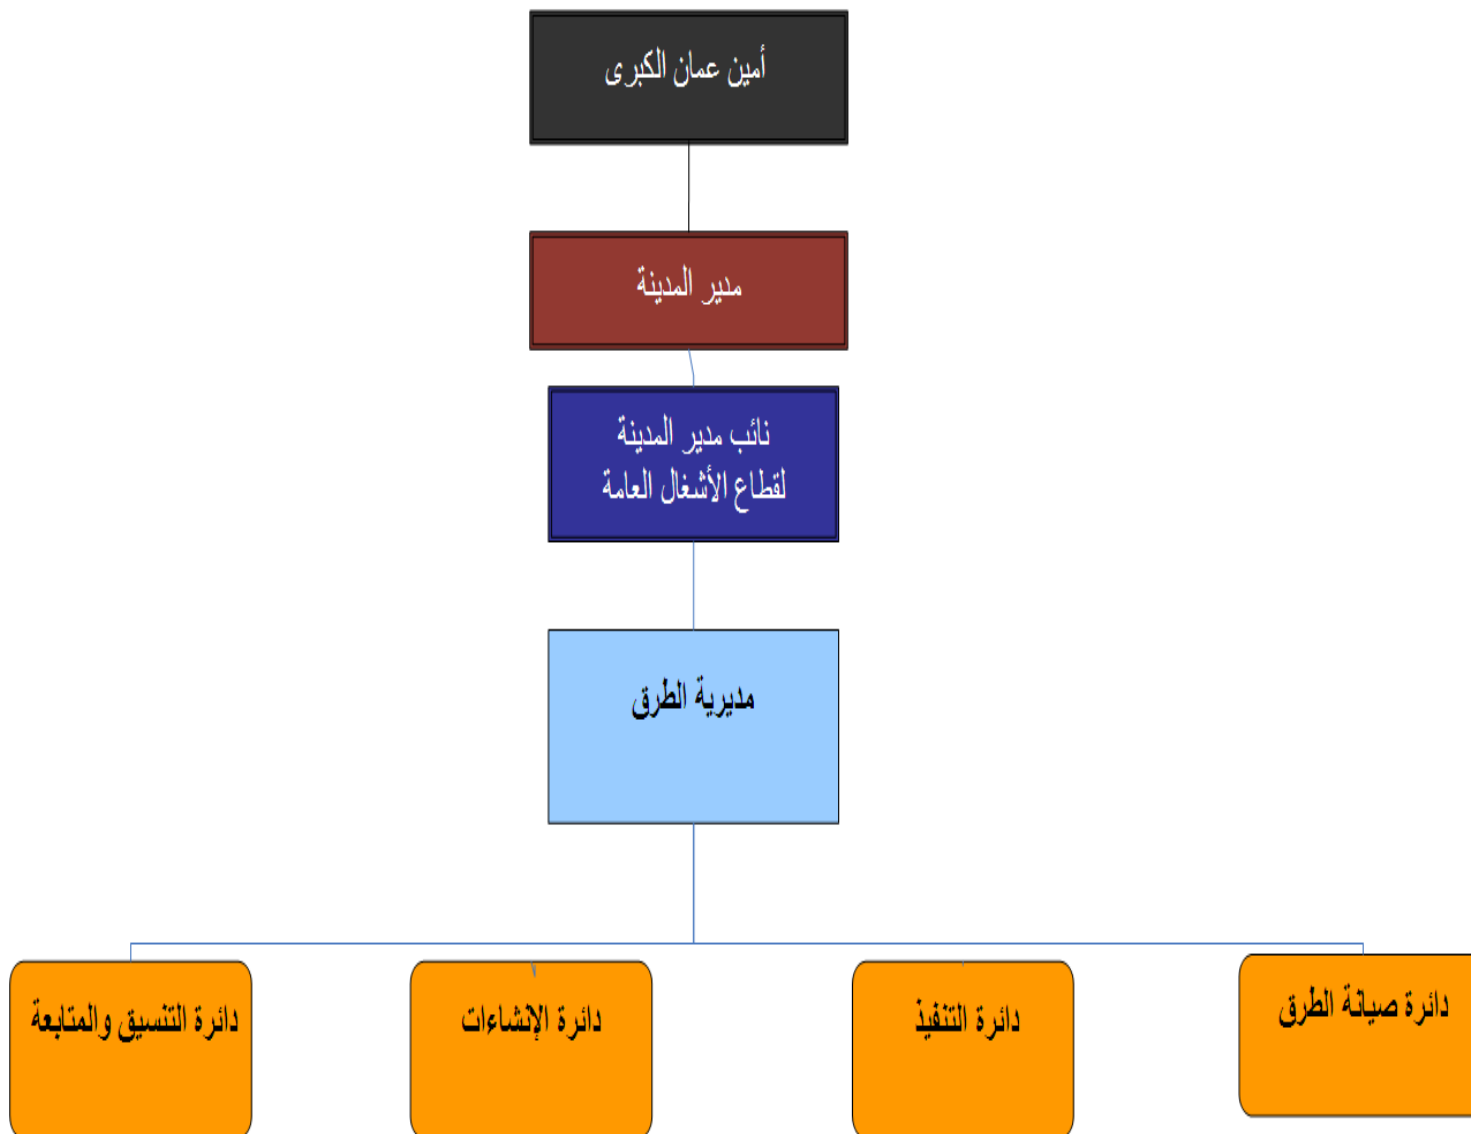 أمين عمان الكبرى
مدير المدينة
نائب مدير المدينة
لقطاع الأشغال العامة
مديرية الطرق
دائرة صيانة الطرق
دائرة التنفيذ
دائرة الإنشاءات
دائرة التنسيق والمتابعة